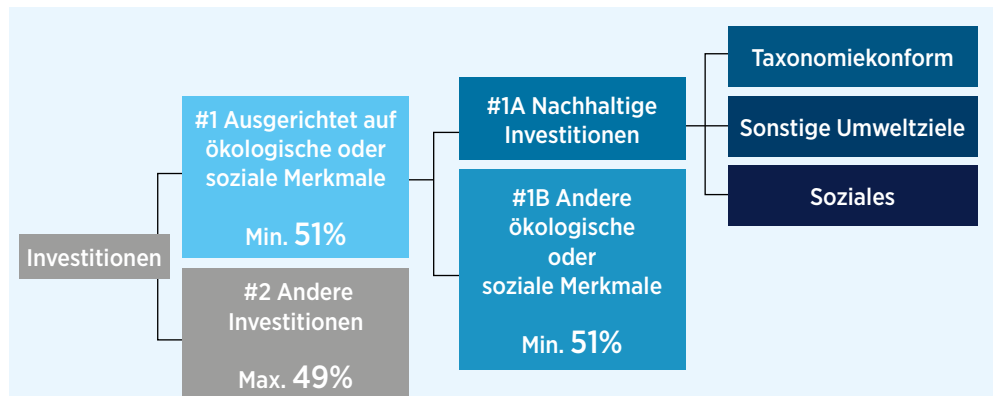 Investitionen
#1 Ausgerichtet auf
ökologische oder
soziale Merkmale
Min. 51%
#2 Andere
Investitionen
Max. 49%
#1A Nachhaltige
Investitionen
#1B Andere
ökologische
oder
soziale Merkmale
Min. 51%
Taxonomiekonform
Sonstige Umweltziele
Soziales